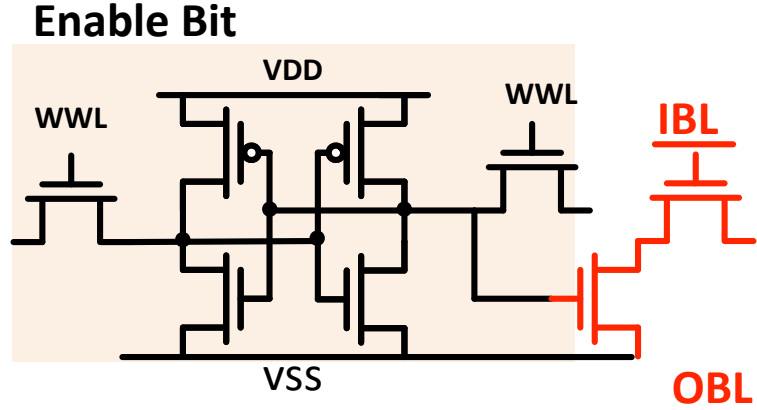 Enable Bit
VDD
WWL
WWL
IBL
VSS
OBL